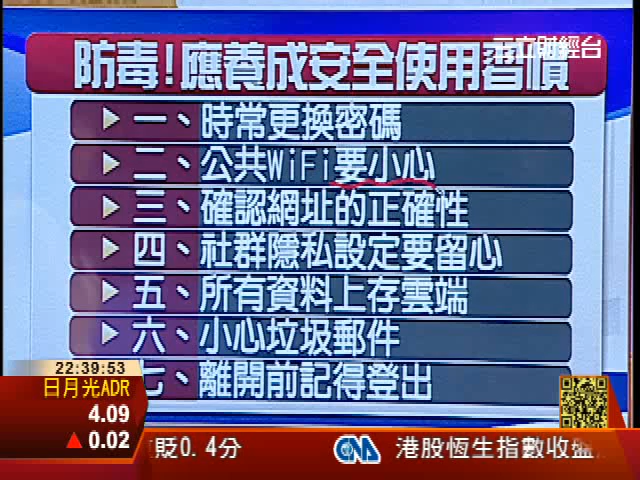 三立財經台
防毒!應養成安全使用習慣
一、時常更換密碼
二、公共WiFi要小心
三、確認網址的正確性
四、社群隱私設定要留心
五、所有資料上存雲端
六、小心垃圾郵件
七、離開前記得登出
22:39:53
日月光ADR
4.09
▲0.02
貶0.4分 CNA 港股恆生指數收盤